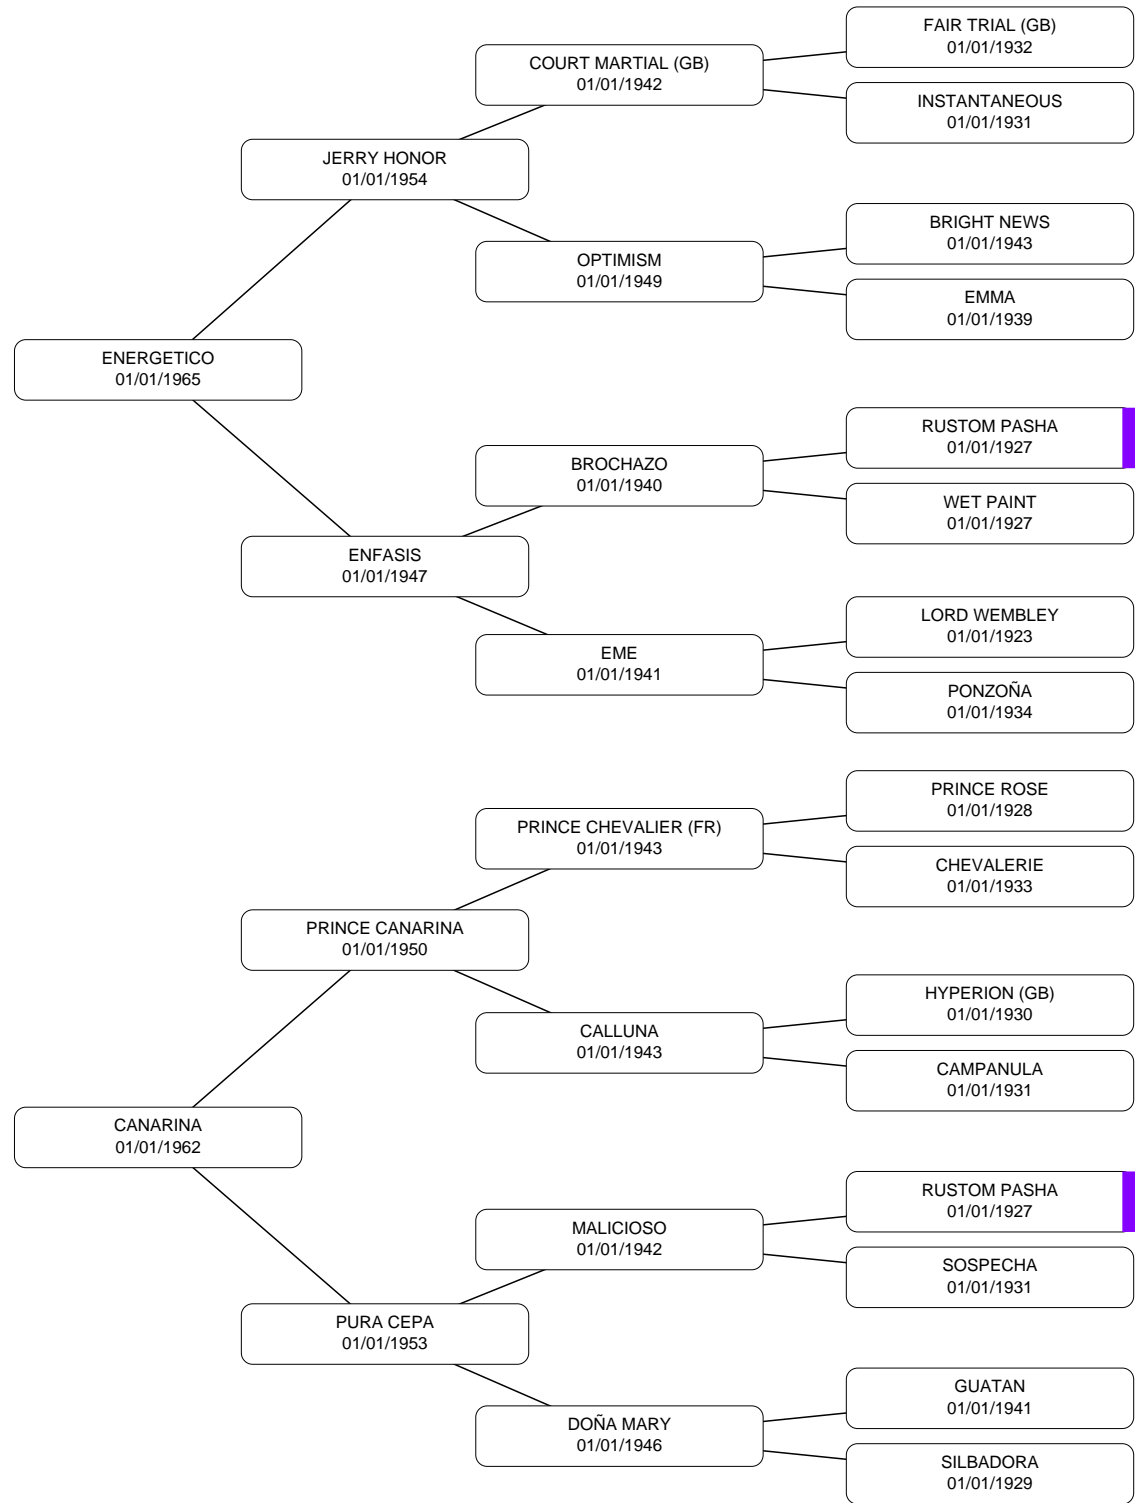 FAIR TRIAL (GB)
01/01/1932
COURT MARTIAL (GB)
01/01/1942
INSTANTANEOUS
01/01/1931
JERRY HONOR
01/01/1954
BRIGHT NEWS
01/01/1943
OPTIMISM
01/01/1949
EMMA
01/01/1939
ENERGETICO
01/01/1965
RUSTOM PASHA
01/01/1927
BROCHAZO
01/01/1940
WET PAINT
01/01/1927
ENFASIS
01/01/1947
LORD WEMBLEY
01/01/1923
EME
01/01/1941
PONZOÑA
01/01/1934
PRINCE ROSE
01/01/1928
PRINCE CHEVALIER (FR)
01/01/1943
CHEVALERIE
01/01/1933
PRINCE CANARINA
01/01/1950
HYPERION (GB)
01/01/1930
CALLUNA
01/01/1943
CAMPANULA
01/01/1931
CANARINA
01/01/1962
RUSTOM PASHA
01/01/1927
MALICIOSO
01/01/1942
SOSPECHA
01/01/1931
PURA CEPA
01/01/1953
GUATAN
01/01/1941
DOÑA MARY
01/01/1946
SILBADORA
01/01/1929